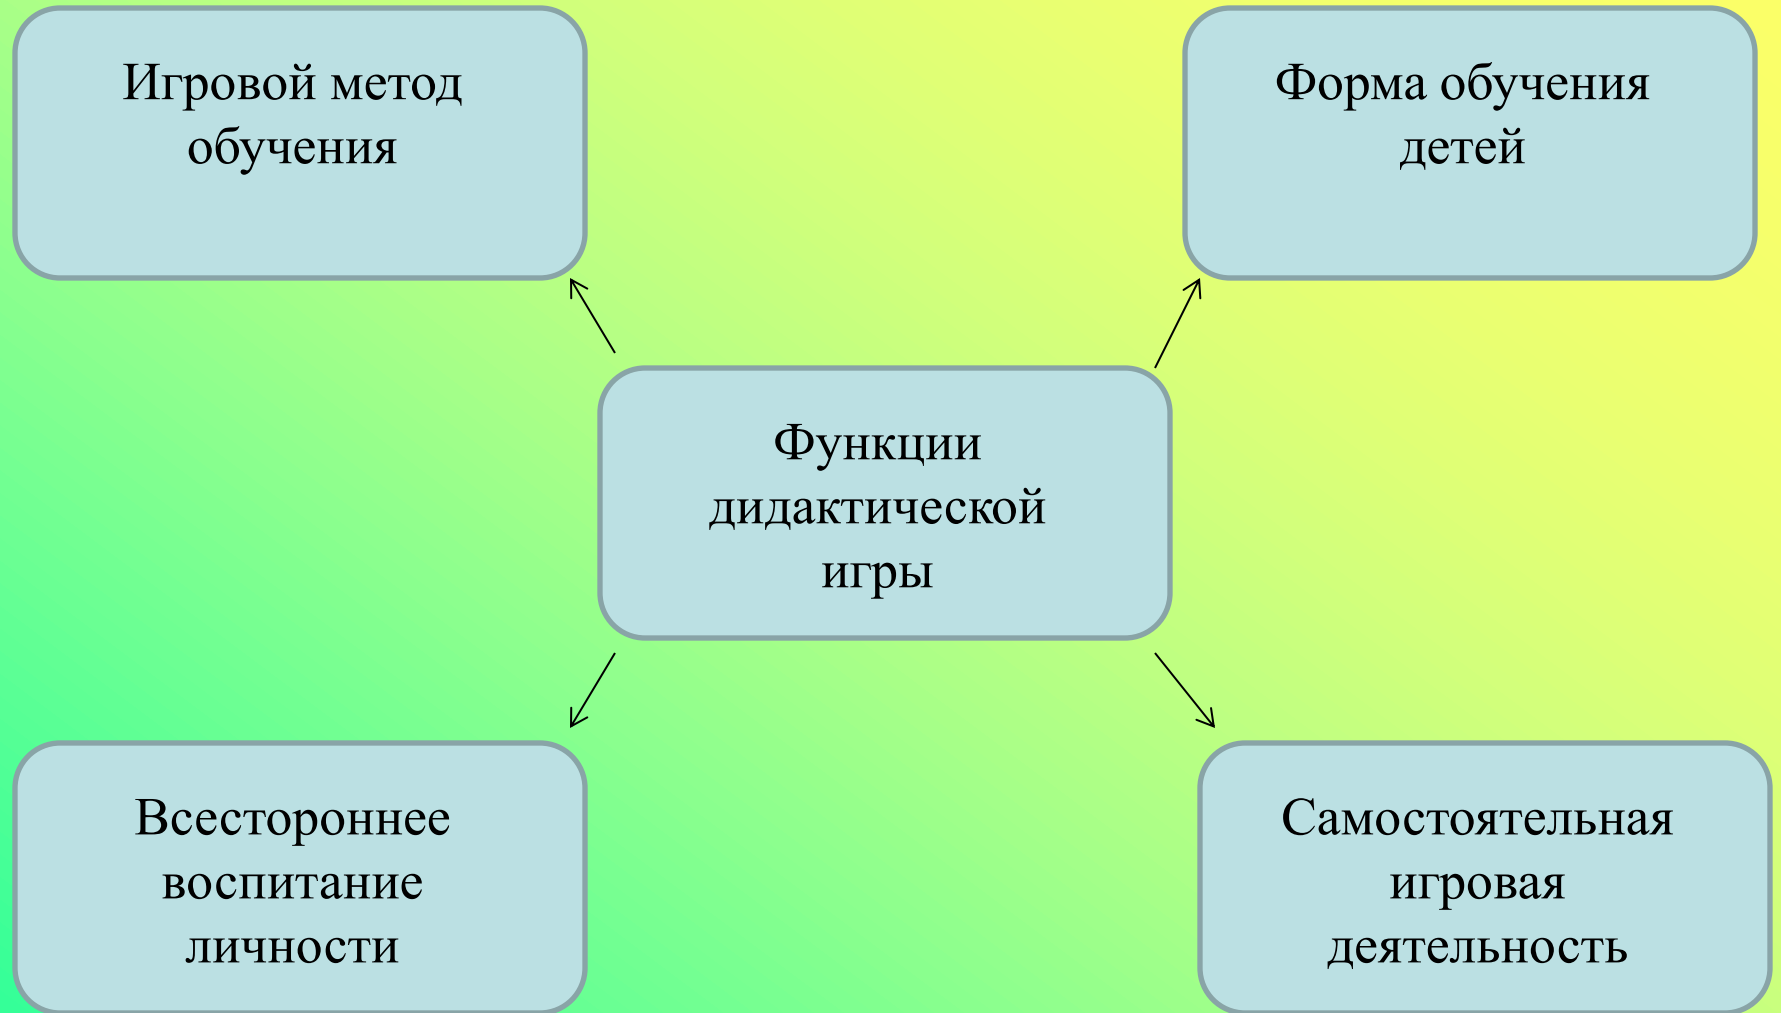 Игровой метод
обучения
Форма обучения
детей
Функции
дидактической
игры
Всестороннее
воспитание
личности
Самостоятельная
игровая
деятельность